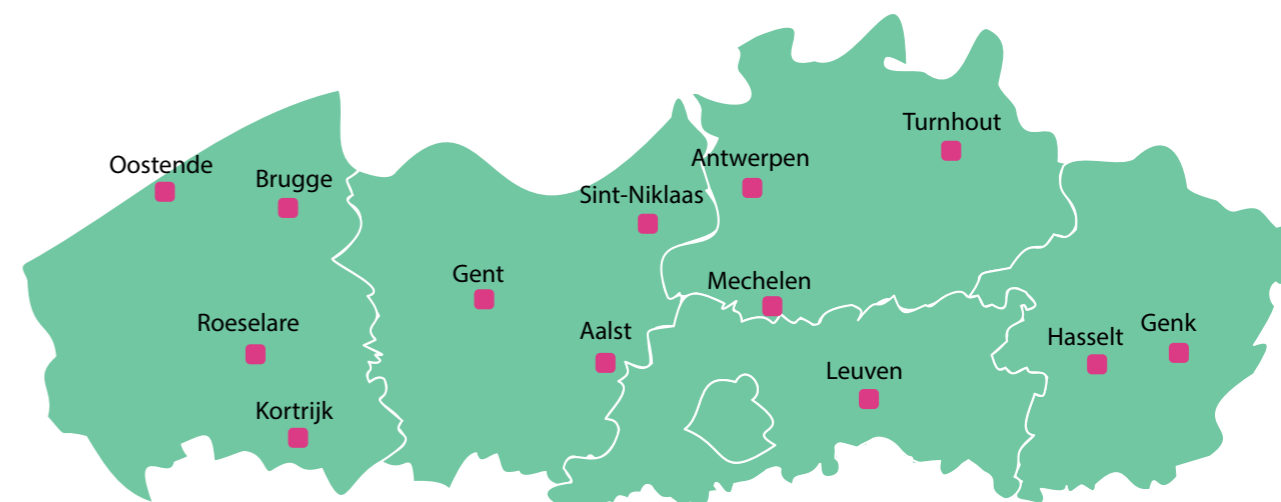 Turnhout
Antwerpen
Oostende
Brugge
Sint-Niklaas
Gent
Mechelen
Roeselare
Aalst
Hasselt
Genk
Leuven
Kortrijk